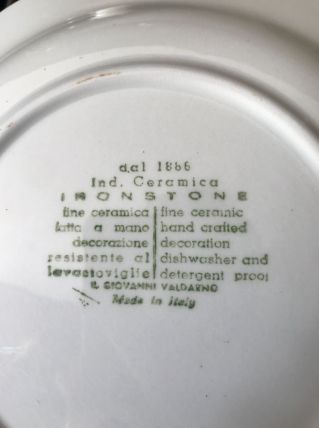 dal 1866
Ind. Ceramica
IRONSTONE
fine ceramica fine ceramic
fatta a mano hand crafted
decorazione decoration
resistente al dishwasher and
lavastoviglie detergent proof
S. GIOVANNI VALDARNO
Made in Italy